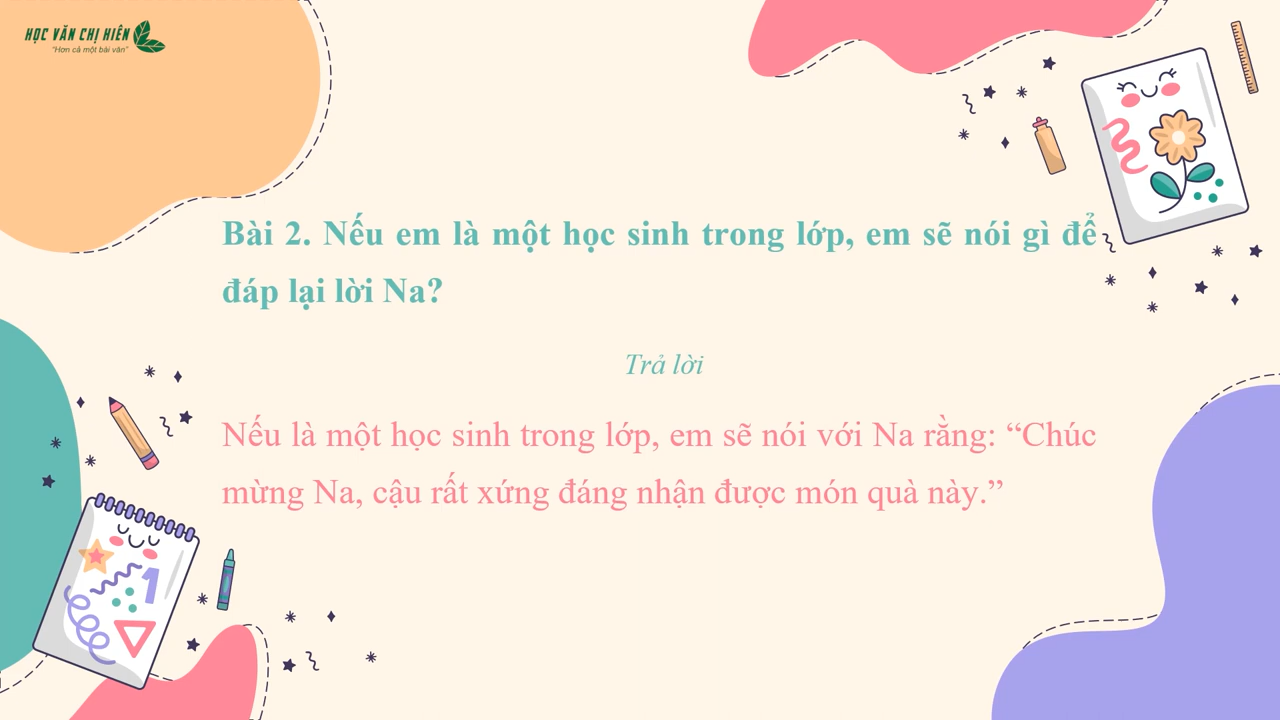 HỌC VĂN CHỊ HIÊN
"Hơn cả một bài văn"
Bài 2. Nếu em là một học sinh trong lớp, em sẽ nói gì để
đáp lại lời Na?
Trả lời
Nếu là một học sinh trong lớp, em sẽ nói với Na rằng: “Chúc
mừng Na, cậu rất xứng đáng nhận được món quà này.”
1